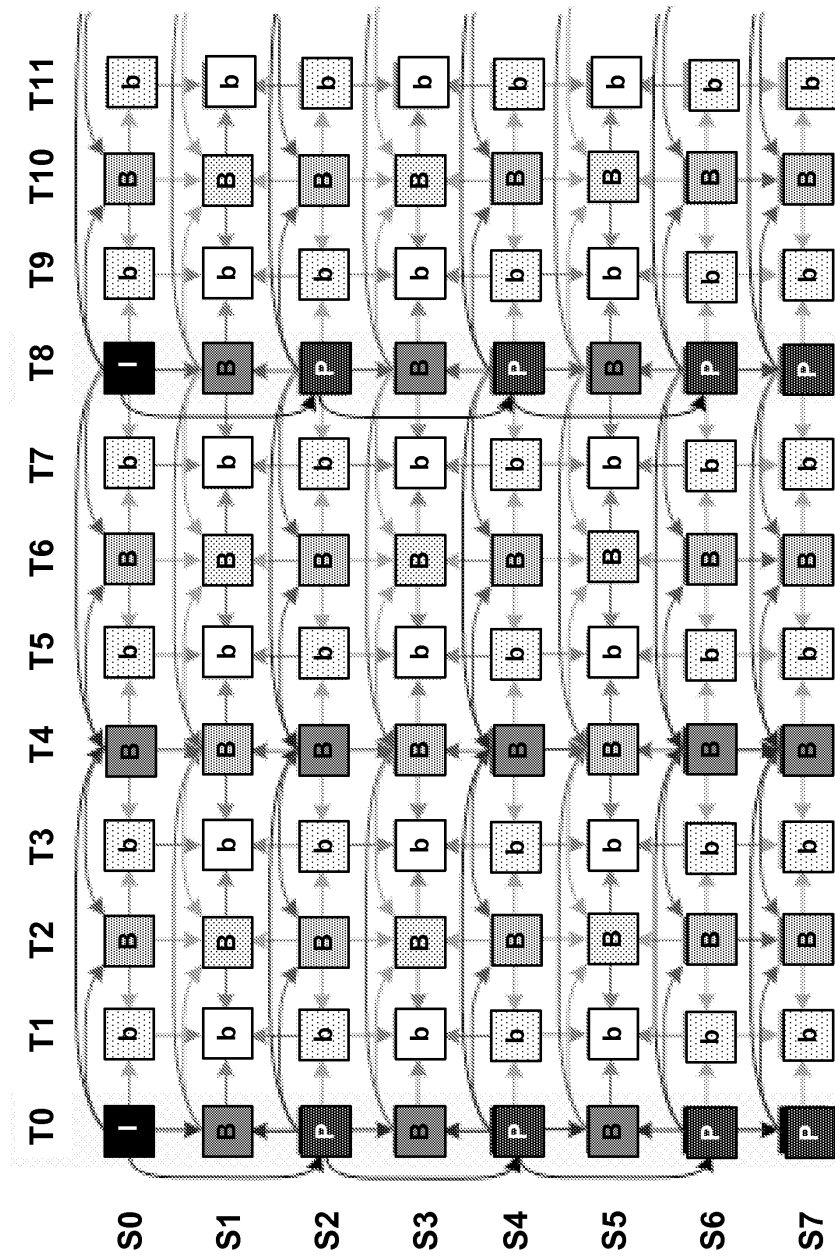 T0 T1 T2 T3 T4 T5 T6 T7 T8 T9 T10 T11
S0 I b B b B b B b I b B b
S1 B b B b B b B b B b B b
S2 P b B b B b B b P b B b
S3 B b B b B b B b B b B b
S4 P b B b B b B b P b B b
S5 B b B b B b B b B b B b
S6 P b B b B b B b P b B b
S7 P b B b B b B b P b B b